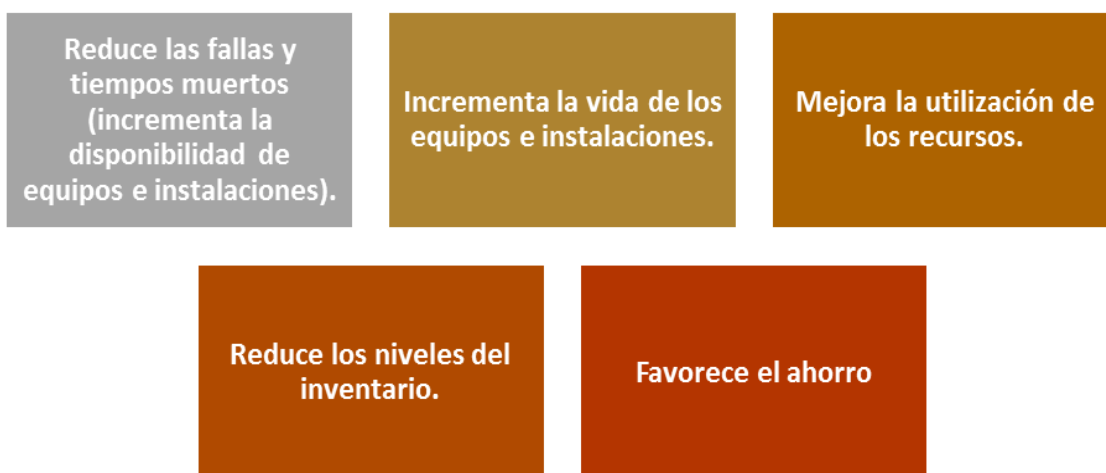 Reduce las fallas y
tiempos muertos
(incrementa la
disponibilidad de
equipos e instalaciones).
Incrementa la vida de los
equipos e instalaciones.
Mejora la utilización de
los recursos.
Reduce los niveles del
inventario.
Favorece el ahorro